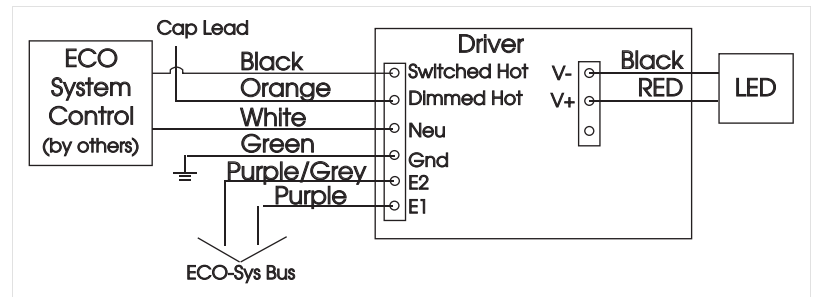 Cap Lead
ECO
System
Control
(by others)
Black
Orange
White
Green
Purple/Grey
Purple
ECO-Sys Bus
Driver
Switched Hot
Dimmed Hot
Neu
Gnd
E2
E1
V-
V+
Black
RED
LED